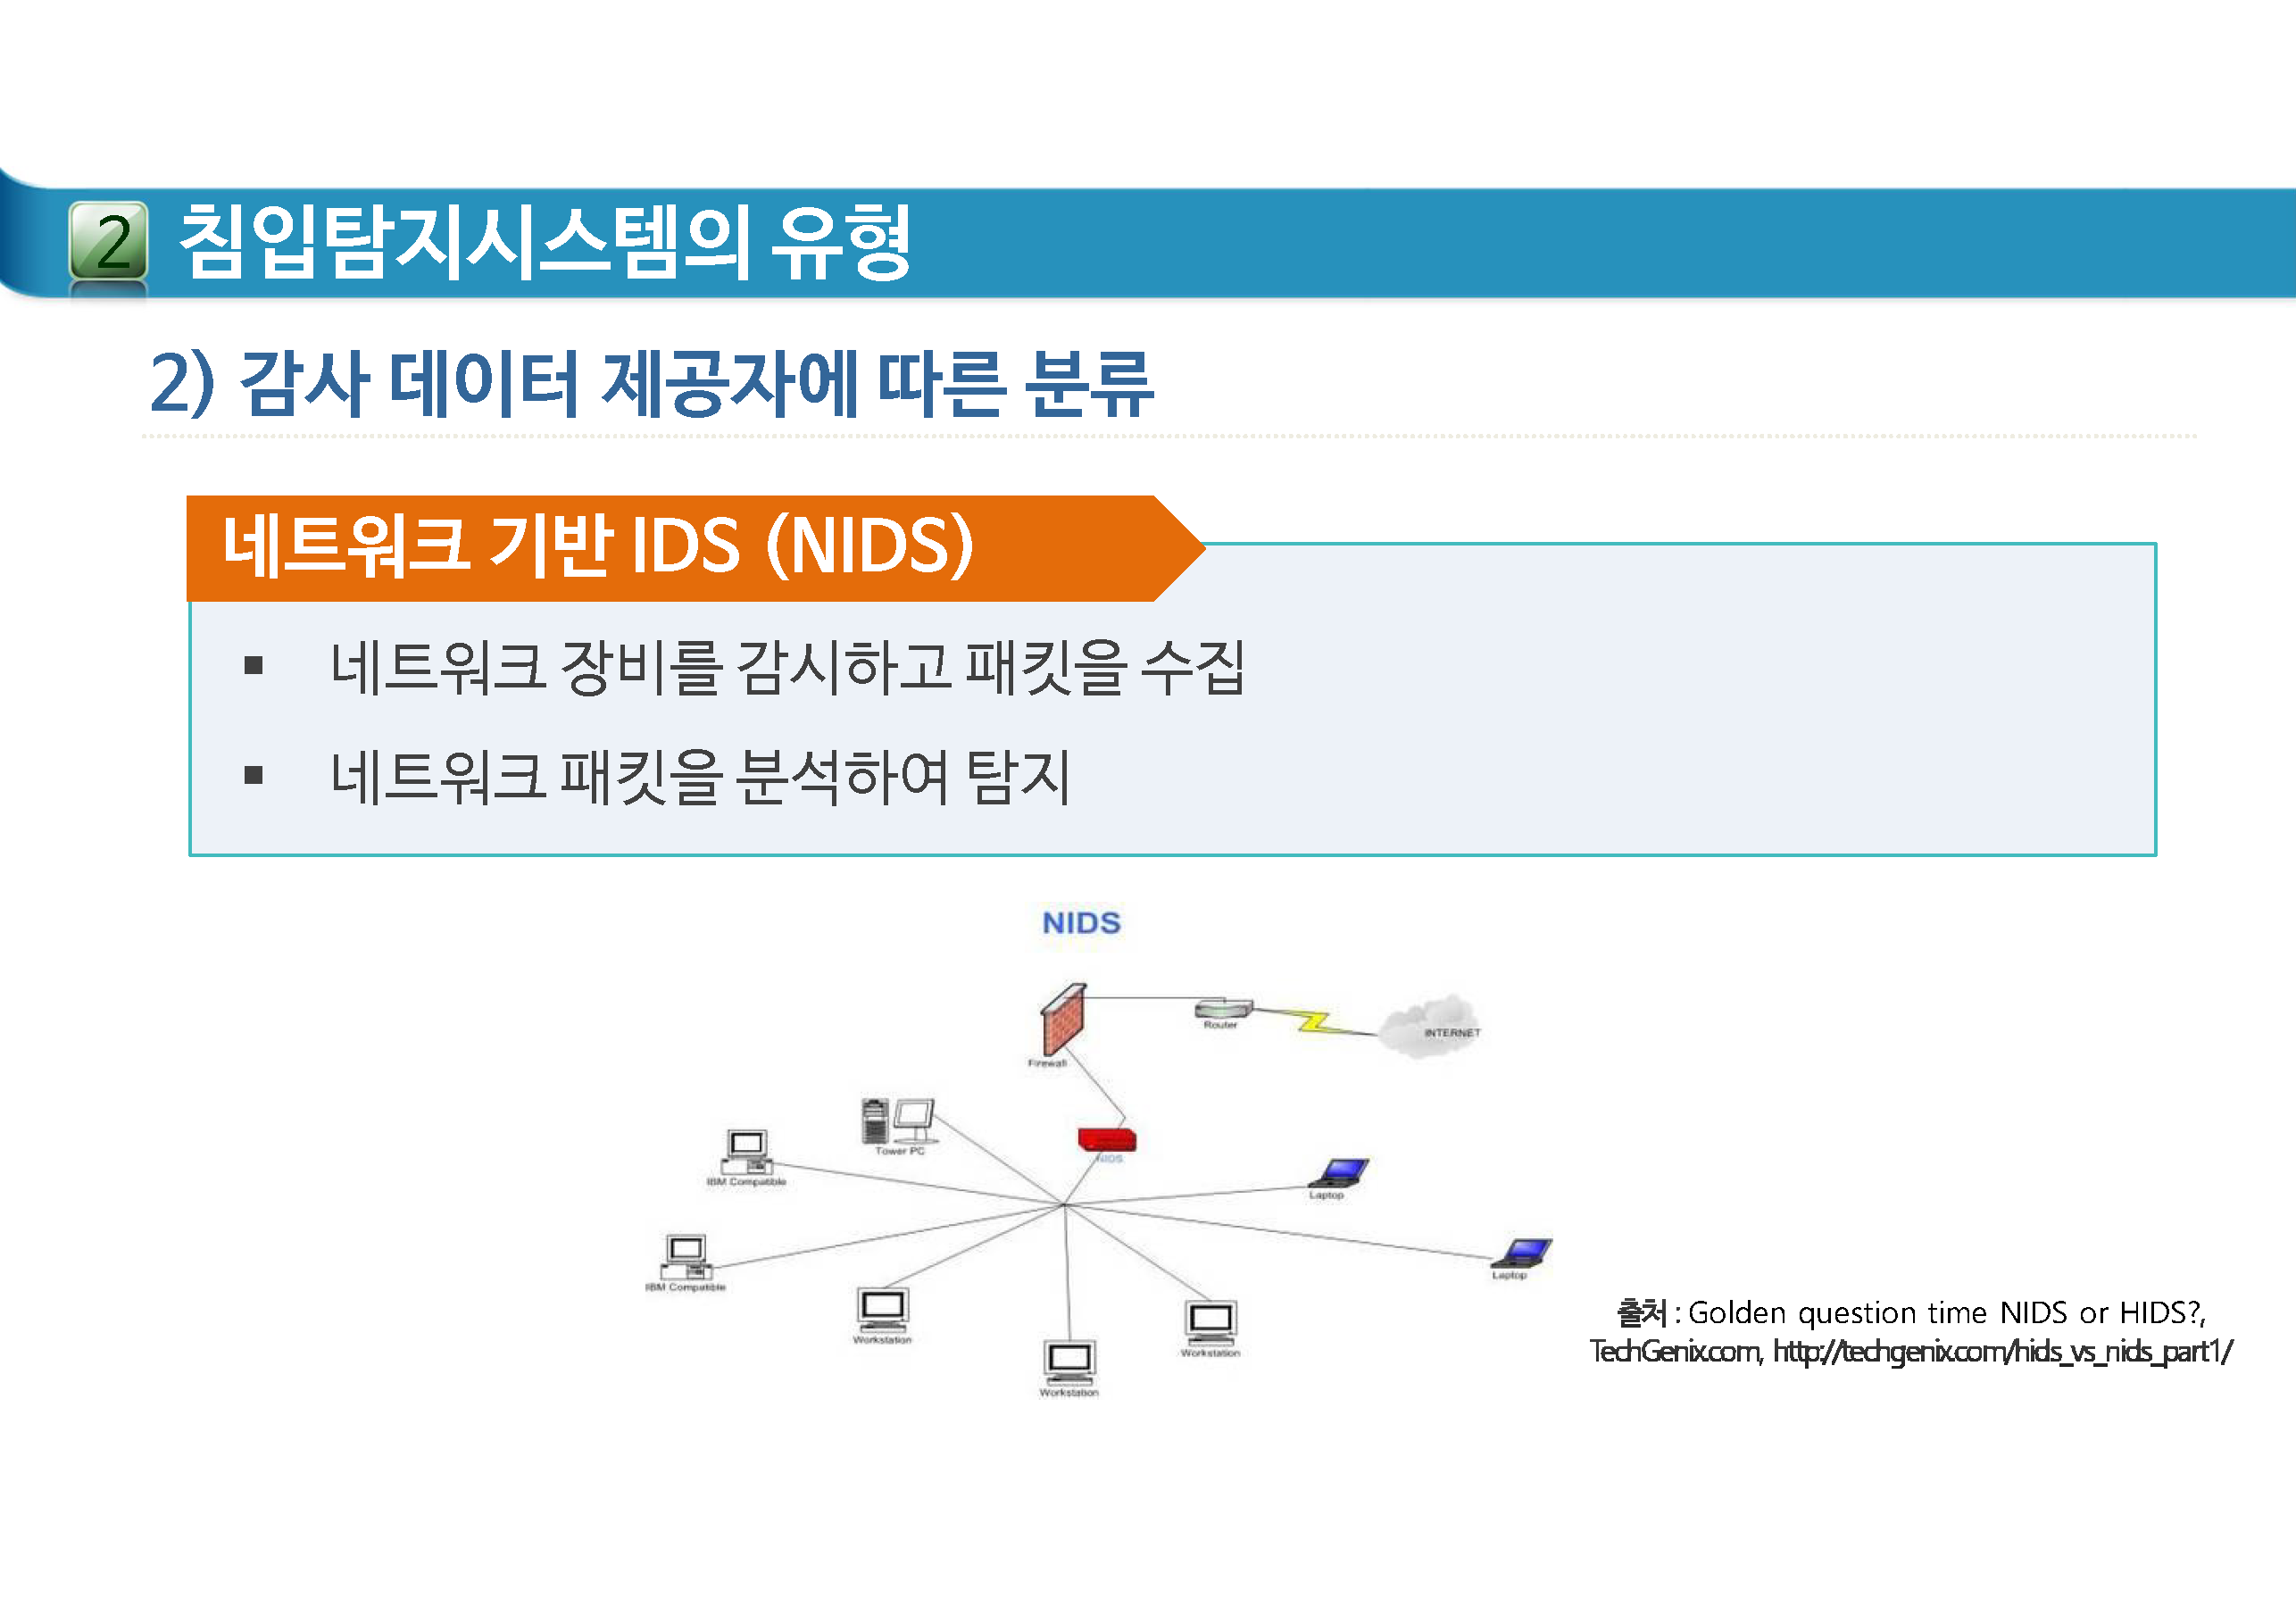 2 침입탐지시스템의 유형
2) 감사 데이터 제공자에 따른 분류
네트워크 기반 IDS (NIDS)
▪ 네트워크 장비를 감시하고 패킷을 수집
▪ 네트워크 패킷을 분석하여 탐지
NIDS
Router
INTERNET
Firewall
Tower PC
NIDS
IBM Compatible
Laptop
Laptop
IBM Compatible
Workstation
Workstation
Workstation
출처 : Golden question time NIDS or HIDS?,
TechGenix.com, http://techgenix.com/hids_vs_nids_part1/